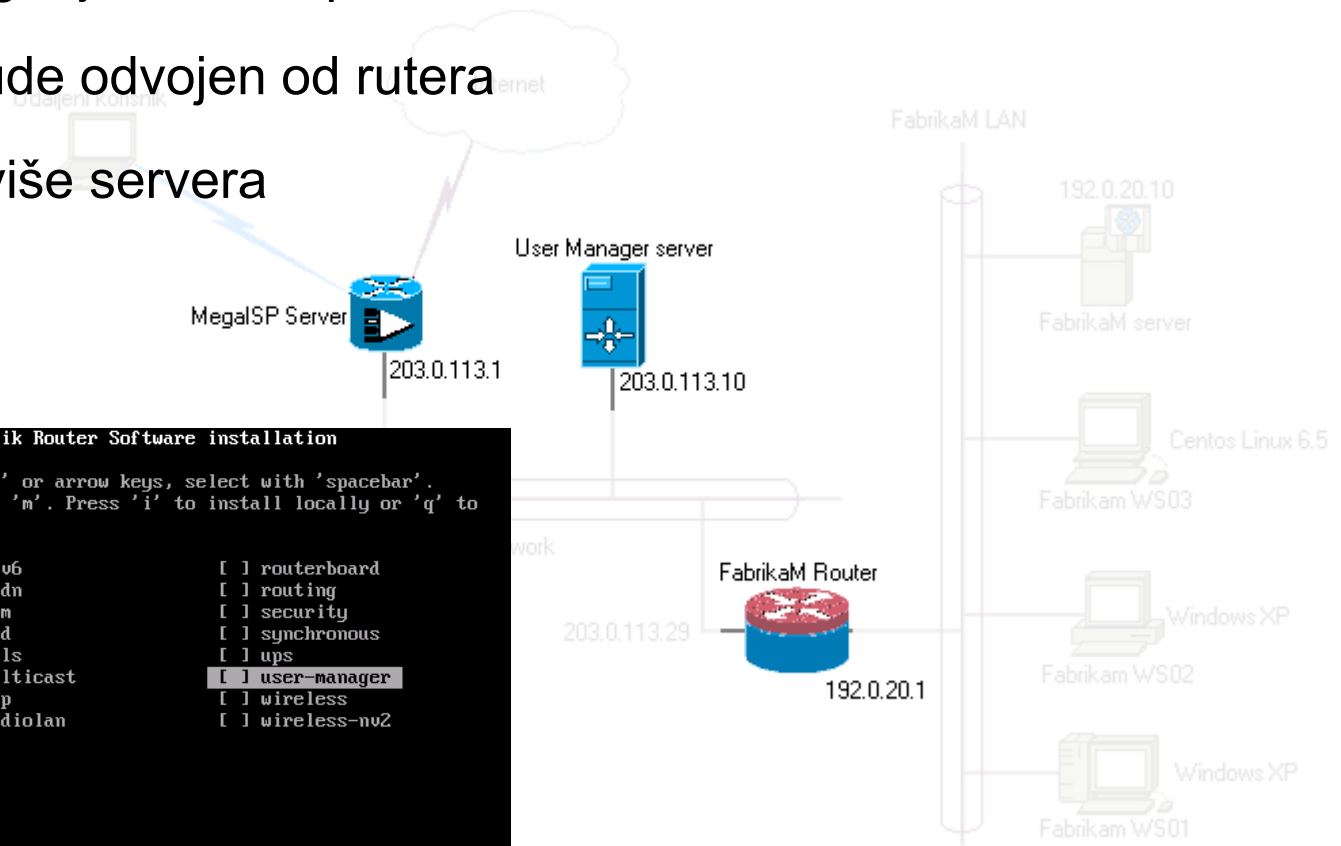 ude odvojen od rutera
Udaljeni Korisnik
ternet
više servera
FabrikaM LAN
192.0.20.10
User Manager server
MegaISP Server
203.0.113.1
203.0.113.10
FabrikaM server
ik Router Software installation
' or arrow keys, select with 'spacebar'.
'm'. Press 'i' to install locally or 'q' to
v6 [ ] routerboard
dn [ ] routing
m [ ] security
d [ ] synchronous
ls [ ] ups
lticast [ ] user-manager
p [ ] wireless
diolan [ ] wireless-nv2
work
FabrikaM Router
203.0.113.29
192.0.20.1
Centos Linux 6.5
Fabrikam WS03
Windows XP
Fabrikam WS02
Windows XP
Fabrikam WS01